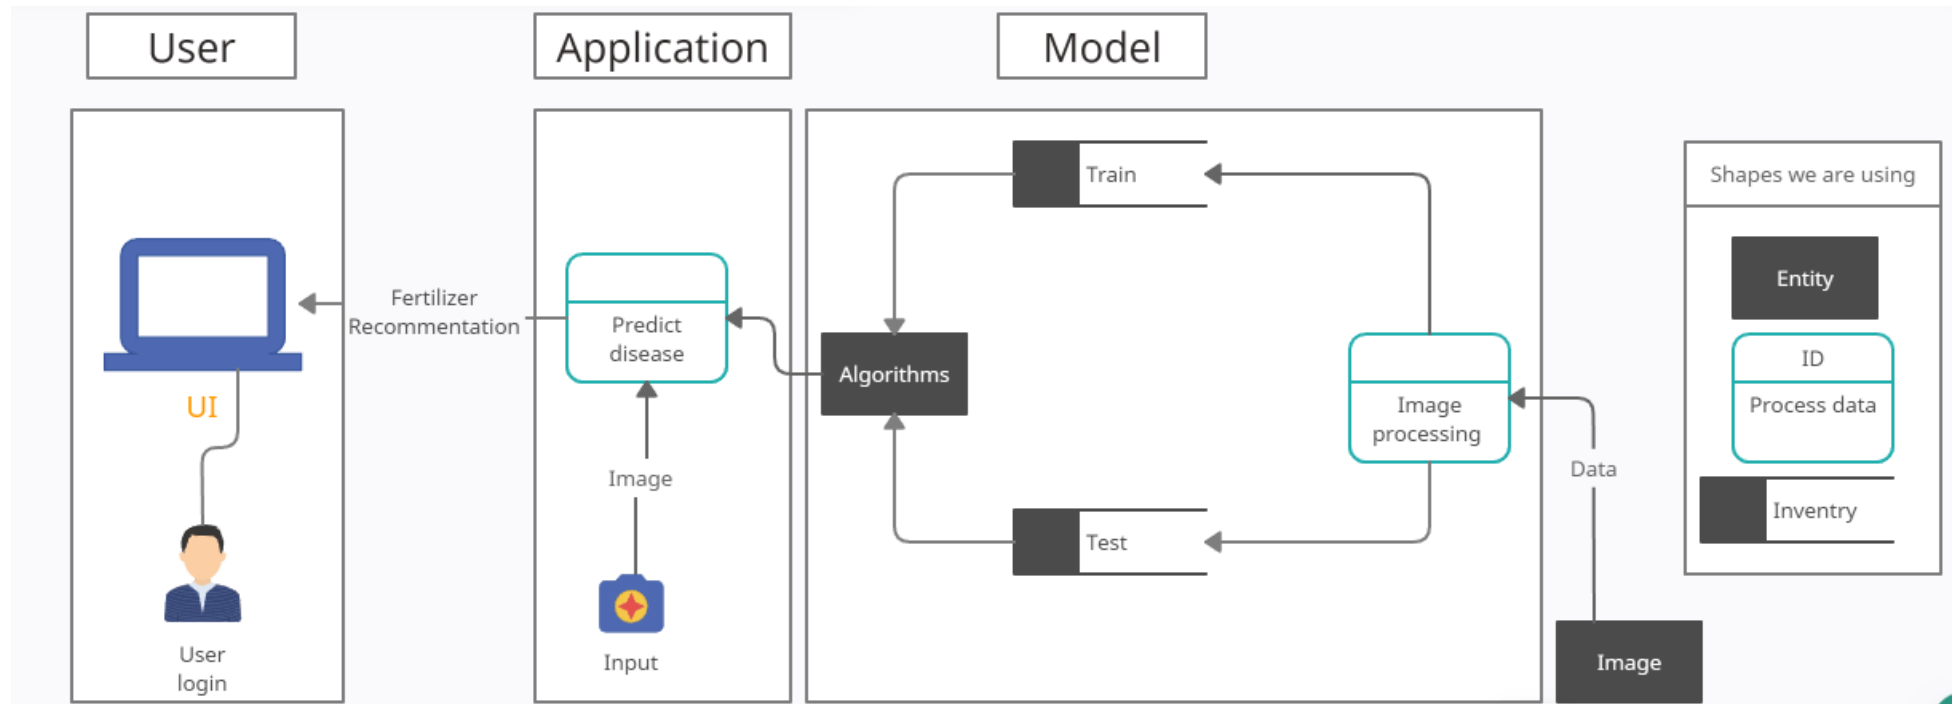 User
Application
Model
Shapes we are using
Train
Entity
Fertilizer
Recommentation
Predict
disease
Algorithms
ID
Process data
Image
processing
UI
Image
Data
Test
Inventry
User
login
Input
Image